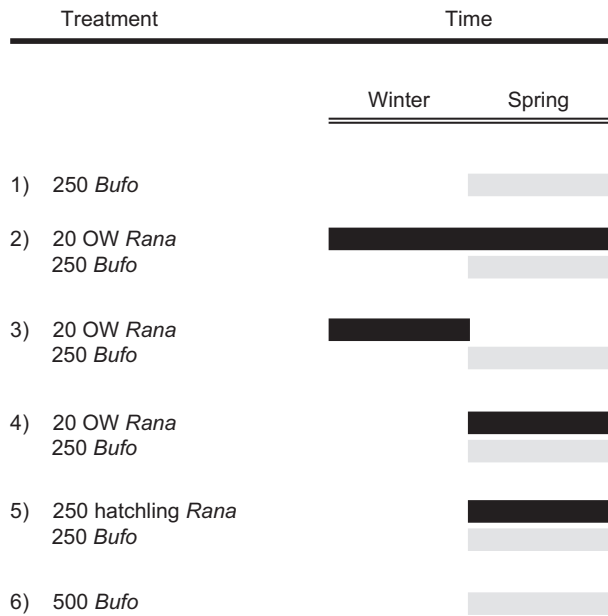 Treatment Time
Winter Spring
1) 250 Bufo
2) 20 OW Rana
250 Bufo
3) 20 OW Rana
250 Bufo
4) 20 OW Rana
250 Bufo
5) 250 hatchling Rana
250 Bufo
6) 500 Bufo